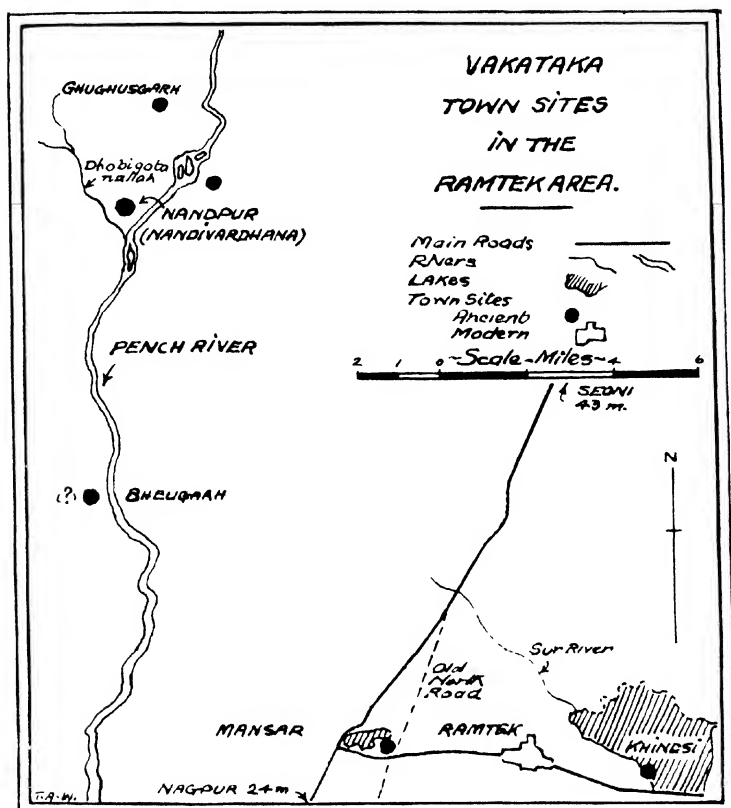 VAKATAKA
TOWN SITES
IN THE
RAMTEK AREA.
GHUGHUSGARH
Dhobigota
nallah
NANDPUR
(NANDIVARDHANA)
Main Roads
Rivers
LAKES
Town Sites
Ancient
Modern
2 1 0 -Scale-Miles- 4 6
PENCH RIVER
SEONI
43 m.
N
(?) BHEUGARH
Sur River
Old
North
Road
MANSAR
RAMTEK
KHINDSI
NAGPUR 24m
T.A.W.